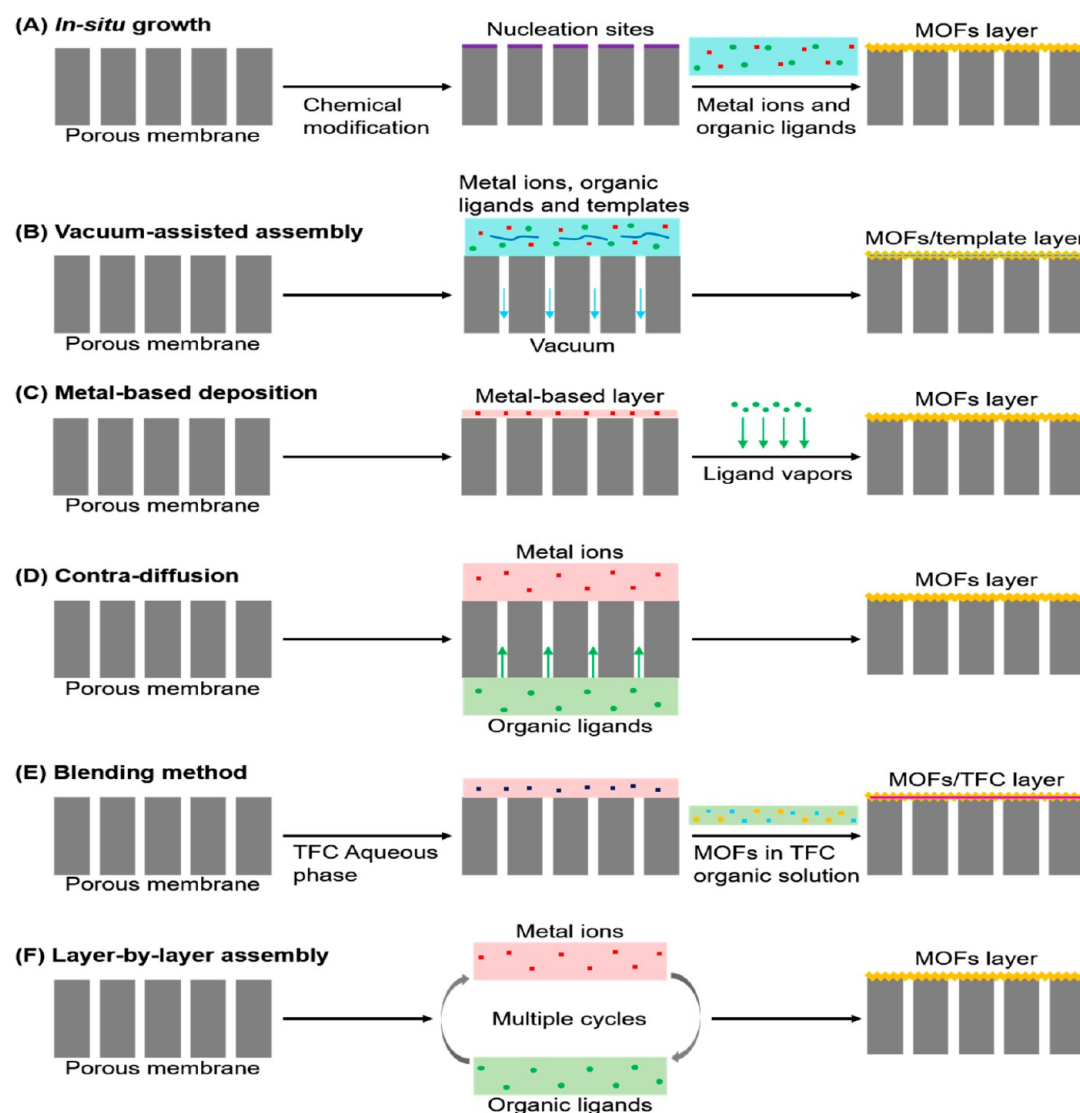 (A) In-situ growth
Porous membrane
Chemical
modification
Nucleation sites
Metal ions and
organic ligands
MOFs layer
(B) Vacuum-assisted assembly
Porous membrane
Metal ions, organic
ligands and templates
Vacuum
MOFs/template layer
(C) Metal-based deposition
Porous membrane
Metal-based layer
Ligand vapors
MOFs layer
(D) Contra-diffusion
Porous membrane
Metal ions
Organic ligands
MOFs layer
(E) Blending method
Porous membrane
TFC Aqueous
phase
MOFs in TFC
organic solution
MOFs/TFC layer
(F) Layer-by-layer assembly
Porous membrane
Metal ions
Multiple cycles
Organic ligands
MOFs layer